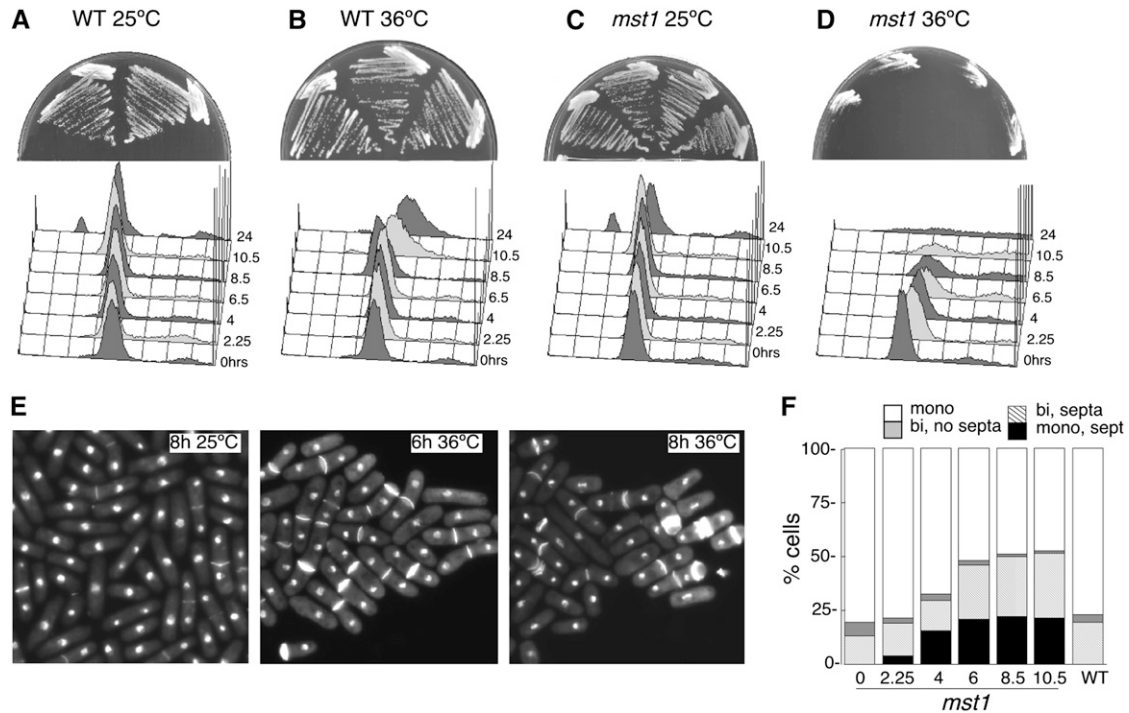 A WT 25ºC
B WT 36ºC
C mst1 25ºC
D mst1 36ºC
24
10.5
8.5
6.5
4
2.25
0hrs
24
10.5
8.5
6.5
4
2.25
0hrs
24
10.5
8.5
6.5
4
2.25
0hrs
24
10.5
8.5
6.5
4
2.25
0hrs
E
8h 25ºC
6h 36ºC
8h 36ºC
F
mono
bi, no septa
bi, septa
mono, sept
% cells
100-
75-
50-
25-
0-
0 2.25 4 6 8.5 10.5 WT
mst1